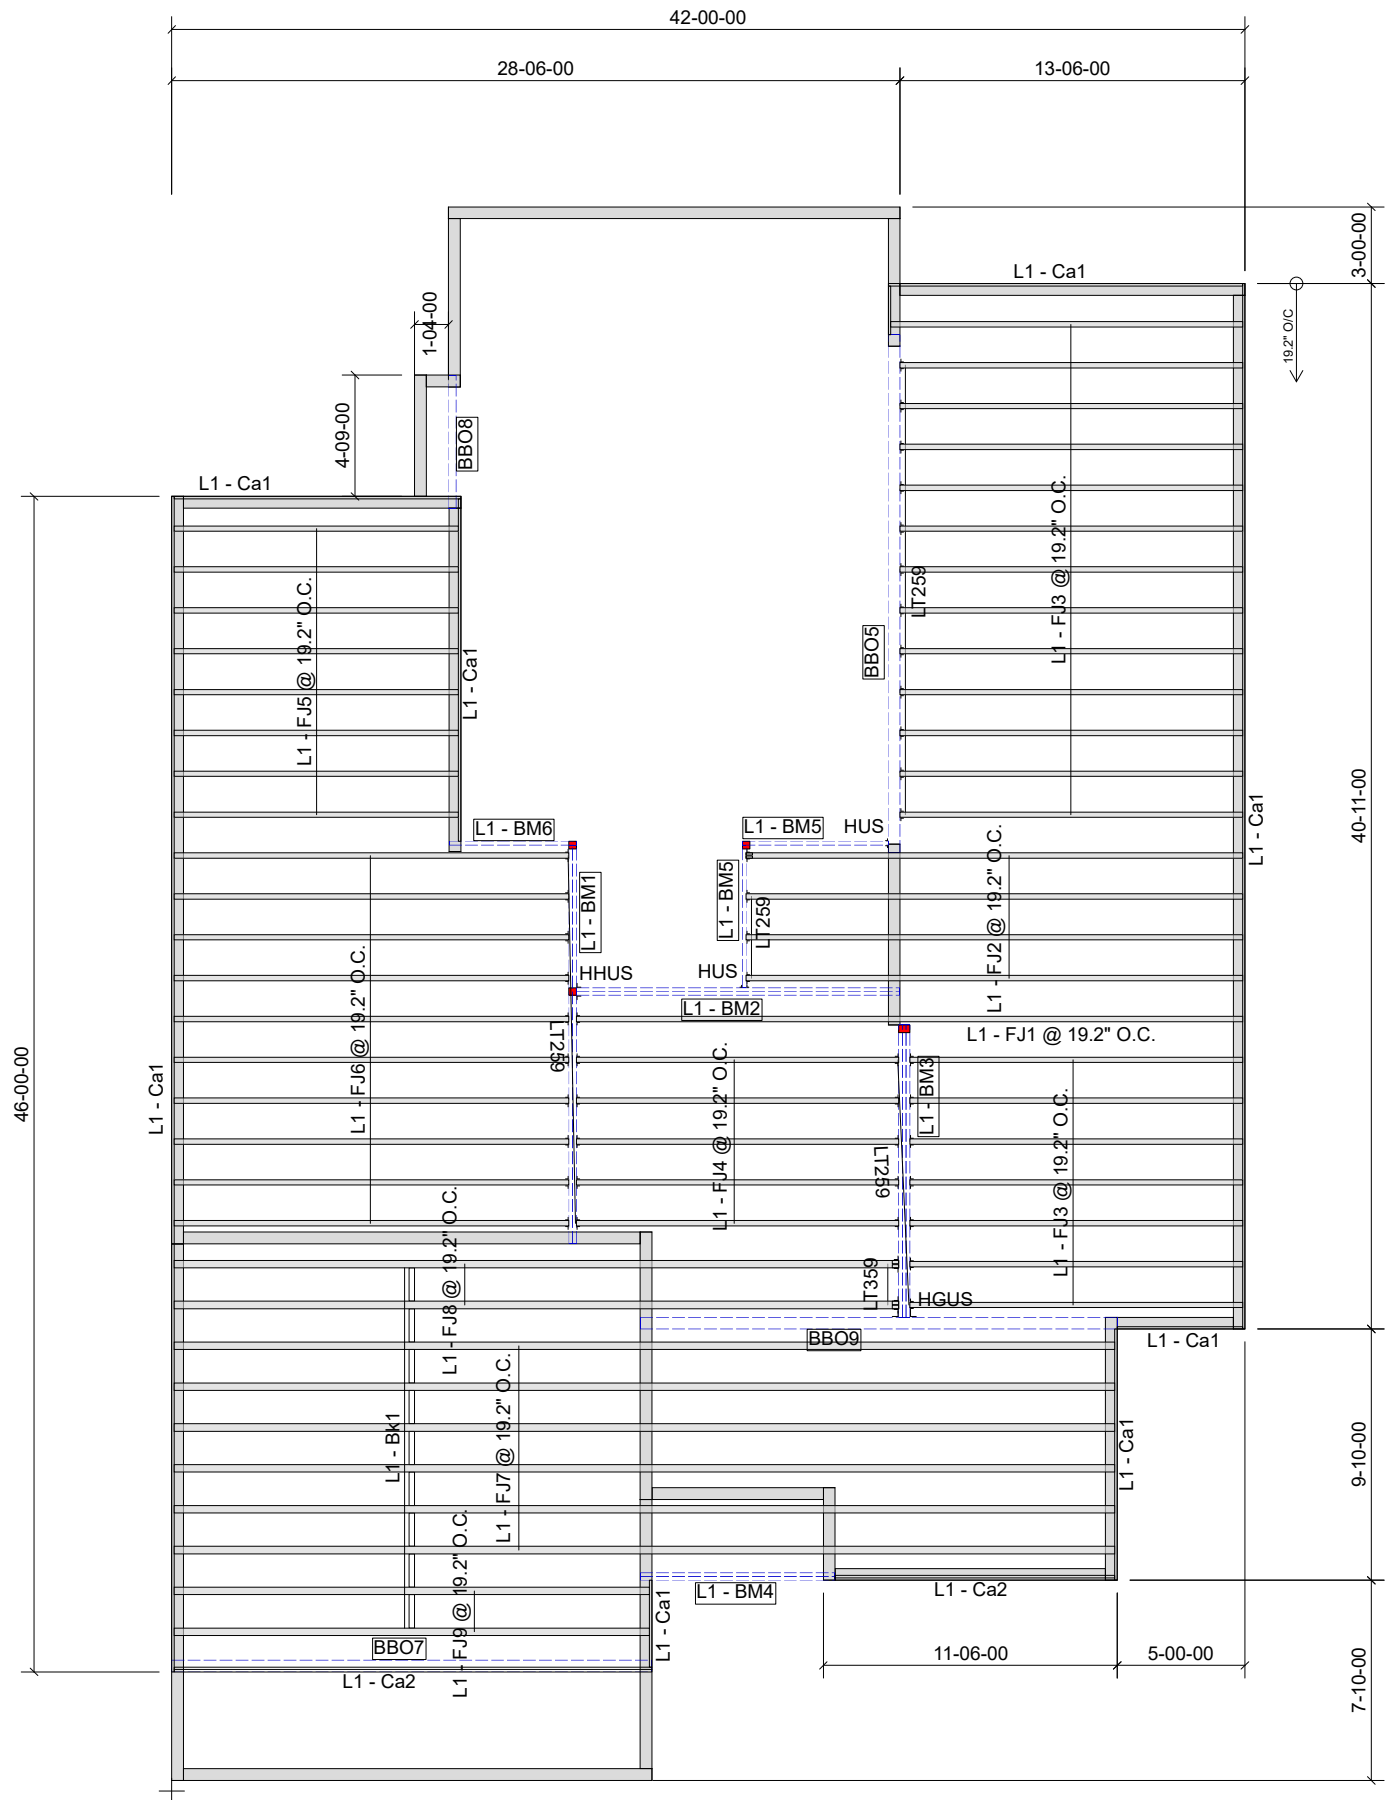 42-00-00
28-06-00
13-06-00
3-00-00
L1 - Ca1
19.2" O/C
1-04-00
4-09-00
BBO8
L1 - Ca1
L1 - FJ3 @ 19.2" O.C.
LT259
L1 - FJ5 @ 19.2" O.C.
L1 - Ca1
BBO5
L1 - BM6
L1 - BM5
HUS
L1 - Ca1
40-11-00
L1 - BM1
L1 - BM5
LT259
L1 - FJ2 @ 19.2" O.C.
HHUS
HUS
L1 - BM2
L1 - FJ1 @ 19.2" O.C.
46-00-00
L1 - Ca1
L1 - FJ6 @ 19.2" O.C.
LT259
L1 - FJ4 @ 19.2" O.C.
L1 - BM3
LT259
L1 - FJ3 @ 19.2" O.C.
L1 - FJ8 @ 19.2" O.C.
LT359
HGUS
BBO9
L1 - Ca1
L1 - Bk1
L1 - FJ7 @ 19.2" O.C.
L1 - Ca1
9-10-00
L1 - FJ9 @ 19.2" O.C.
L1 - BM4
L1 - Ca2
L1 - Ca1
BBO7
L1 - Ca2
11-06-00
5-00-00
7-10-00